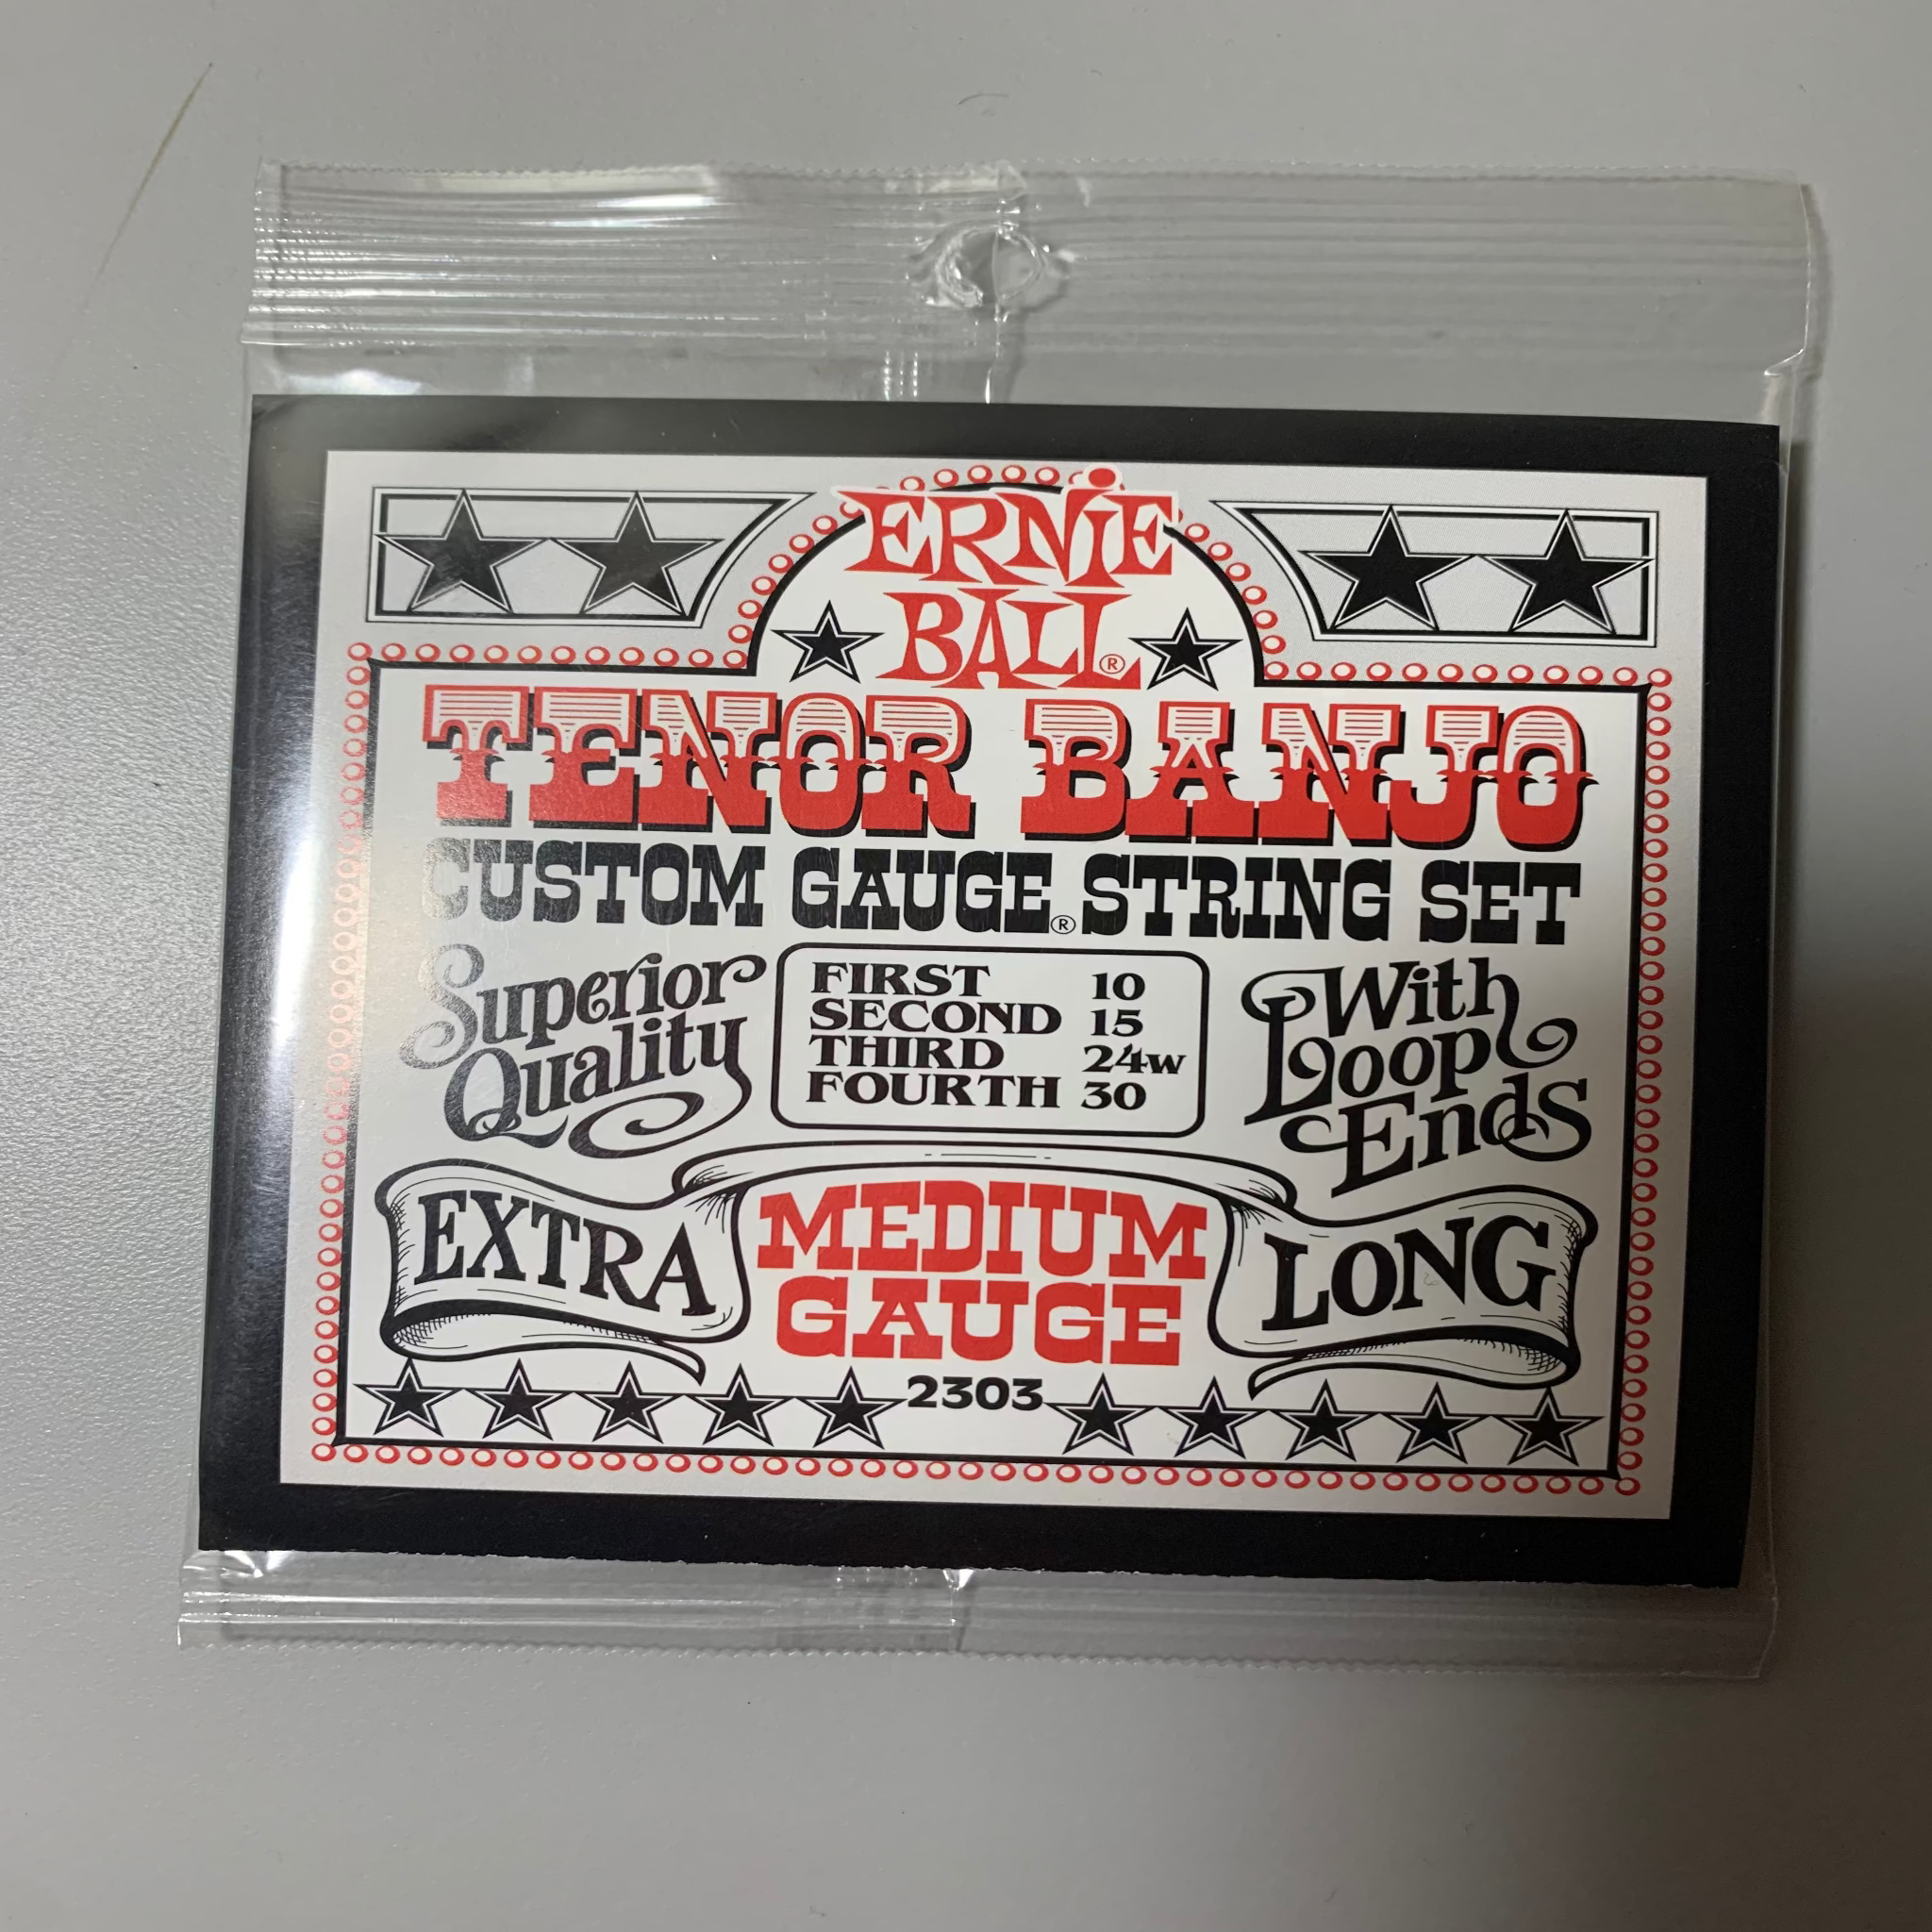 ERNIE
BALL®
TENOR BANJO
CUSTOM GAUGE® STRING SET
Superior
Quality
FIRST 10
SECOND 15
THIRD 24w
FOURTH 30
With
Loop
Ends
EXTRA
MEDIUM
GAUGE
LONG
2303